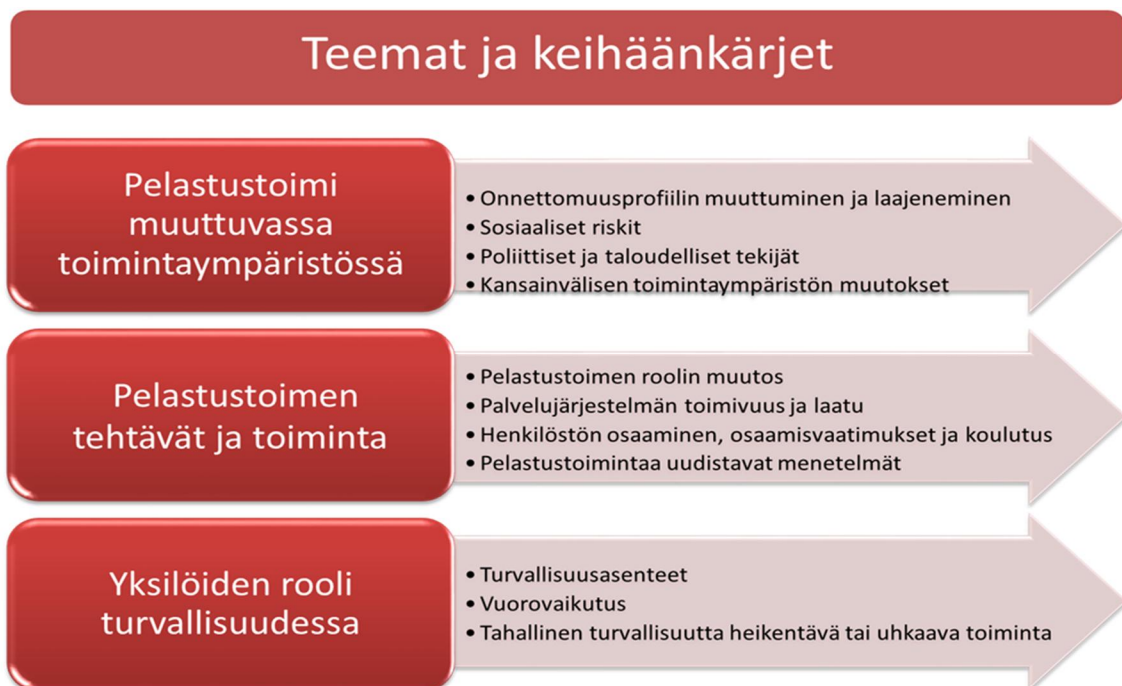 Teemat ja keihäänkärjet
Pelastustoimi
muuttuvassa
toimintaympäristössä
• Onnettomuusprofiilin muuttuminen ja laajeneminen
• Sosiaaliset riskit
• Poliittiset ja taloudelliset tekijät
• Kansainvälisen toimintaympäristön muutokset
Pelastustoimen
tehtävät ja toiminta
• Pelastustoimen roolin muutos
• Palvelujärjestelmän toimivuus ja laatu
• Henkilöstön osaaminen, osaamisvaatimukset ja koulutus
• Pelastustoimintaa uudistavat menetelmät
Yksilöiden rooli
turvallisuudessa
• Turvallisuusasenteet
• Vuorovaikutus
• Tahallinen turvallisuutta heikentävä tai uhkaava toiminta